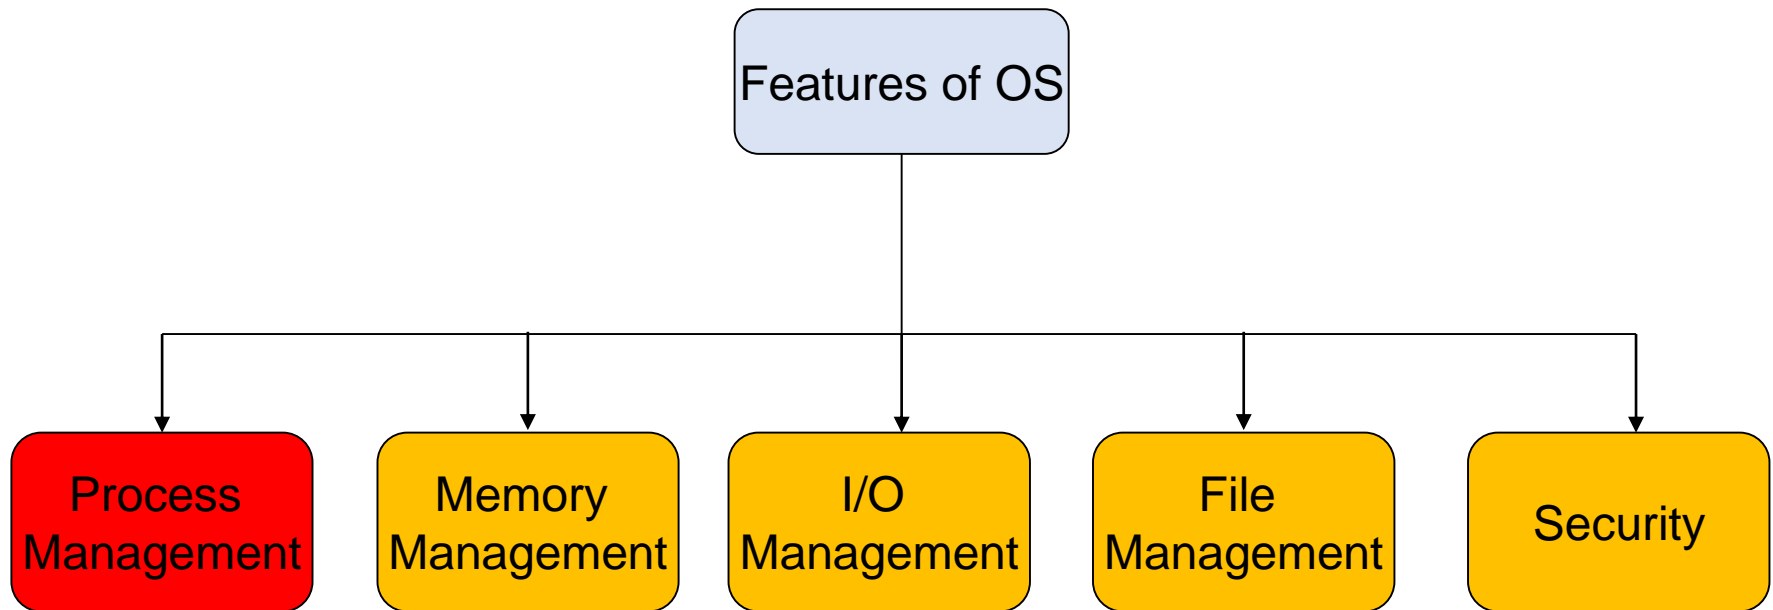 Features of OS
Process
Management
Memory
Management
I/O
Management
File
Management
Security